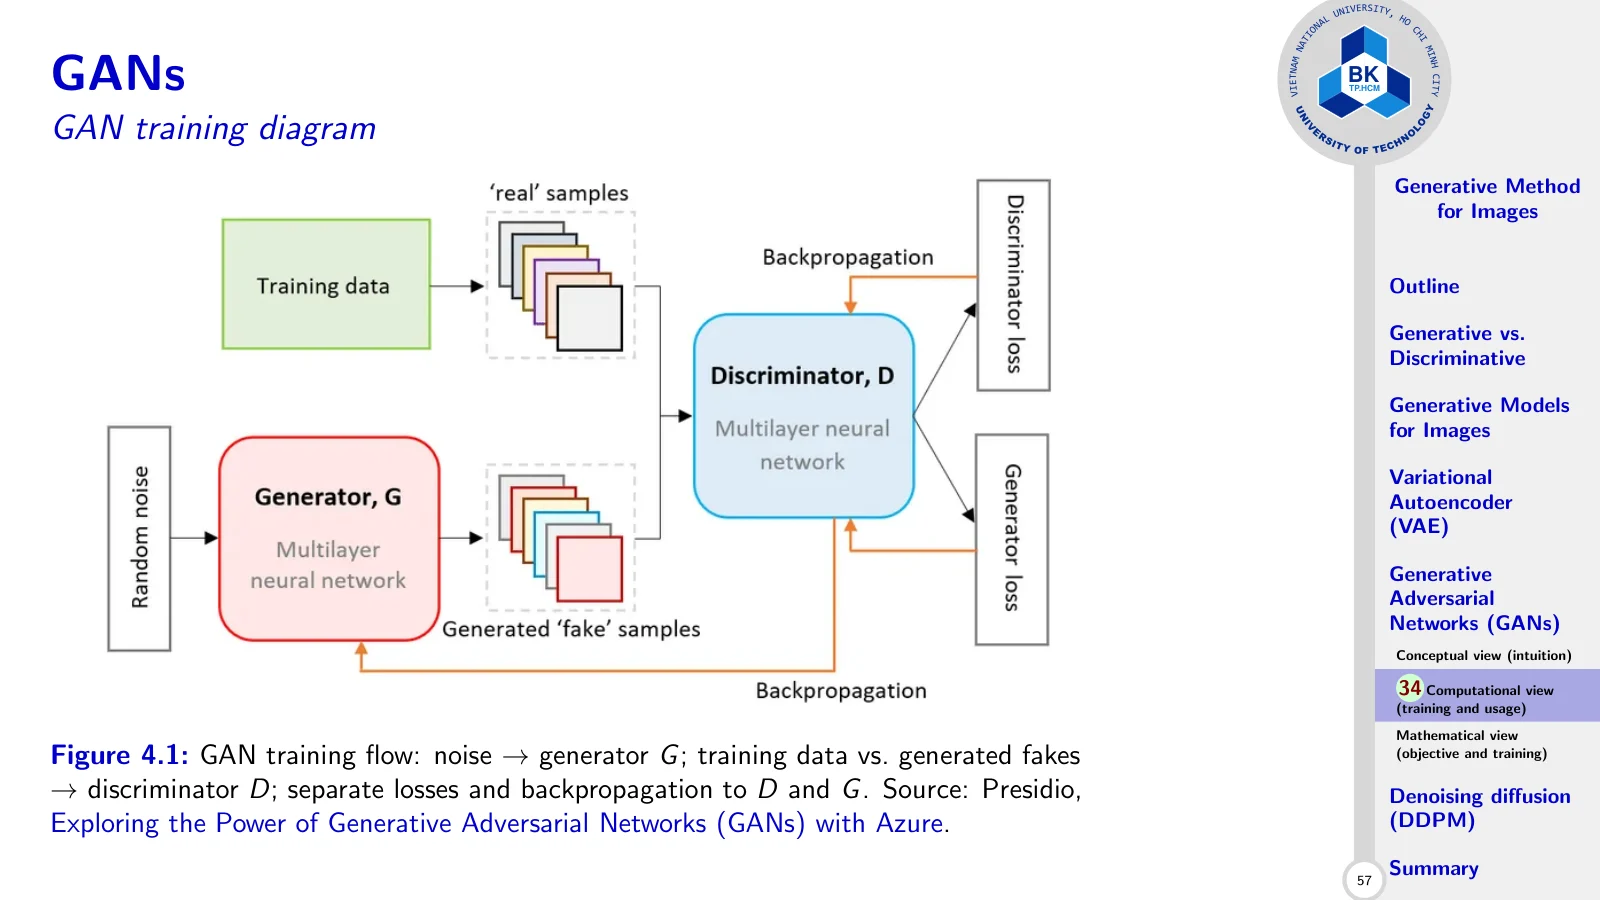 GANs
GAN training diagram
'real' samples
Training data
Random noise
Generator, G
Multilayer
neural network
Generated 'fake' samples
Backpropagation
Discriminator, D
Multilayer neural
network
Discriminator loss
Generator loss
Backpropagation
Figure 4.1: GAN training flow: noise → generator G; training data vs. generated fakes
→ discriminator D; separate losses and backpropagation to D and G. Source: Presidio,
Exploring the Power of Generative Adversarial Networks (GANs) with Azure.
VIETNAM NATIONAL UNIVERSITY, HO CHI MINH CITY
BK
TP.HCM
UNIVERSITY OF TECHNOLOGY
Generative Method
for Images
Outline
Generative vs.
Discriminative
Generative Models
for Images
Variational
Autoencoder
(VAE)
Generative
Adversarial
Networks (GANs)
Conceptual view (intuition)
34 Computational view
(training and usage)
Mathematical view
(objective and training)
Denoising diffusion
(DDPM)
Summary
57